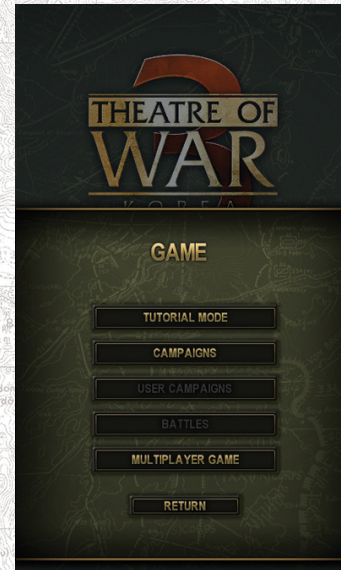 3
THEATRE OF
WAR
KOREA
GAME
TUTORIAL MODE
CAMPAIGNS
USER CAMPAIGNS
BATTLES
MULTIPLAYER GAME
RETURN